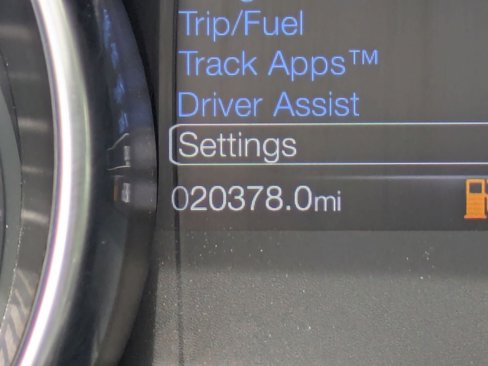 Trip/Fuel
Track Apps™
Driver Assist
Settings
020378.0mi